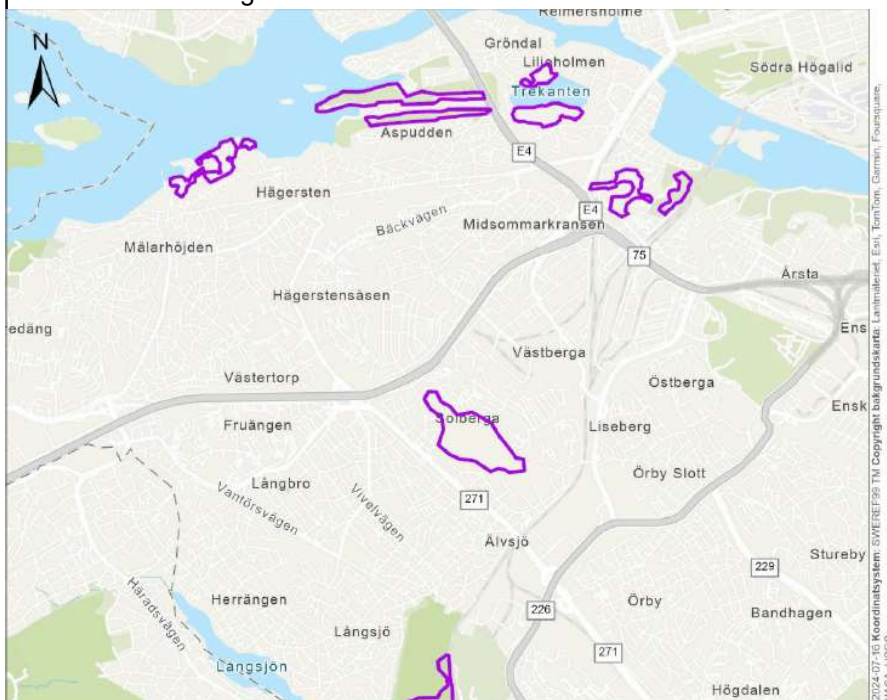 Reimersholme
N
Gröndal
Liljeholmen
Södra Högalid
Trekanten
Aspudden
E4
Hägersten
E4
Bäckvägen
Midsommarkransen
Mälarhöjden
75
Årsta
Hägerstensåsen
edäng
Ens
Västberga
Västertorp
Östberga
Ensk
Fruängen
Solberga
Liseberg
Långbro
Örby Slott
Vantörsvägen
Vivelvägen
271
Älvsjö
Stureby
229
Häradsvägen
Herrängen
226
Örby
Bandhagen
Långsjö
271
Långsjön
Högdalen
2024-07-16 Koordinatsystem: SWEREF99 TM Copyright bakgrundskarta: Lantmäteriet, Esri, TomTom, Garmin, Foursquare,